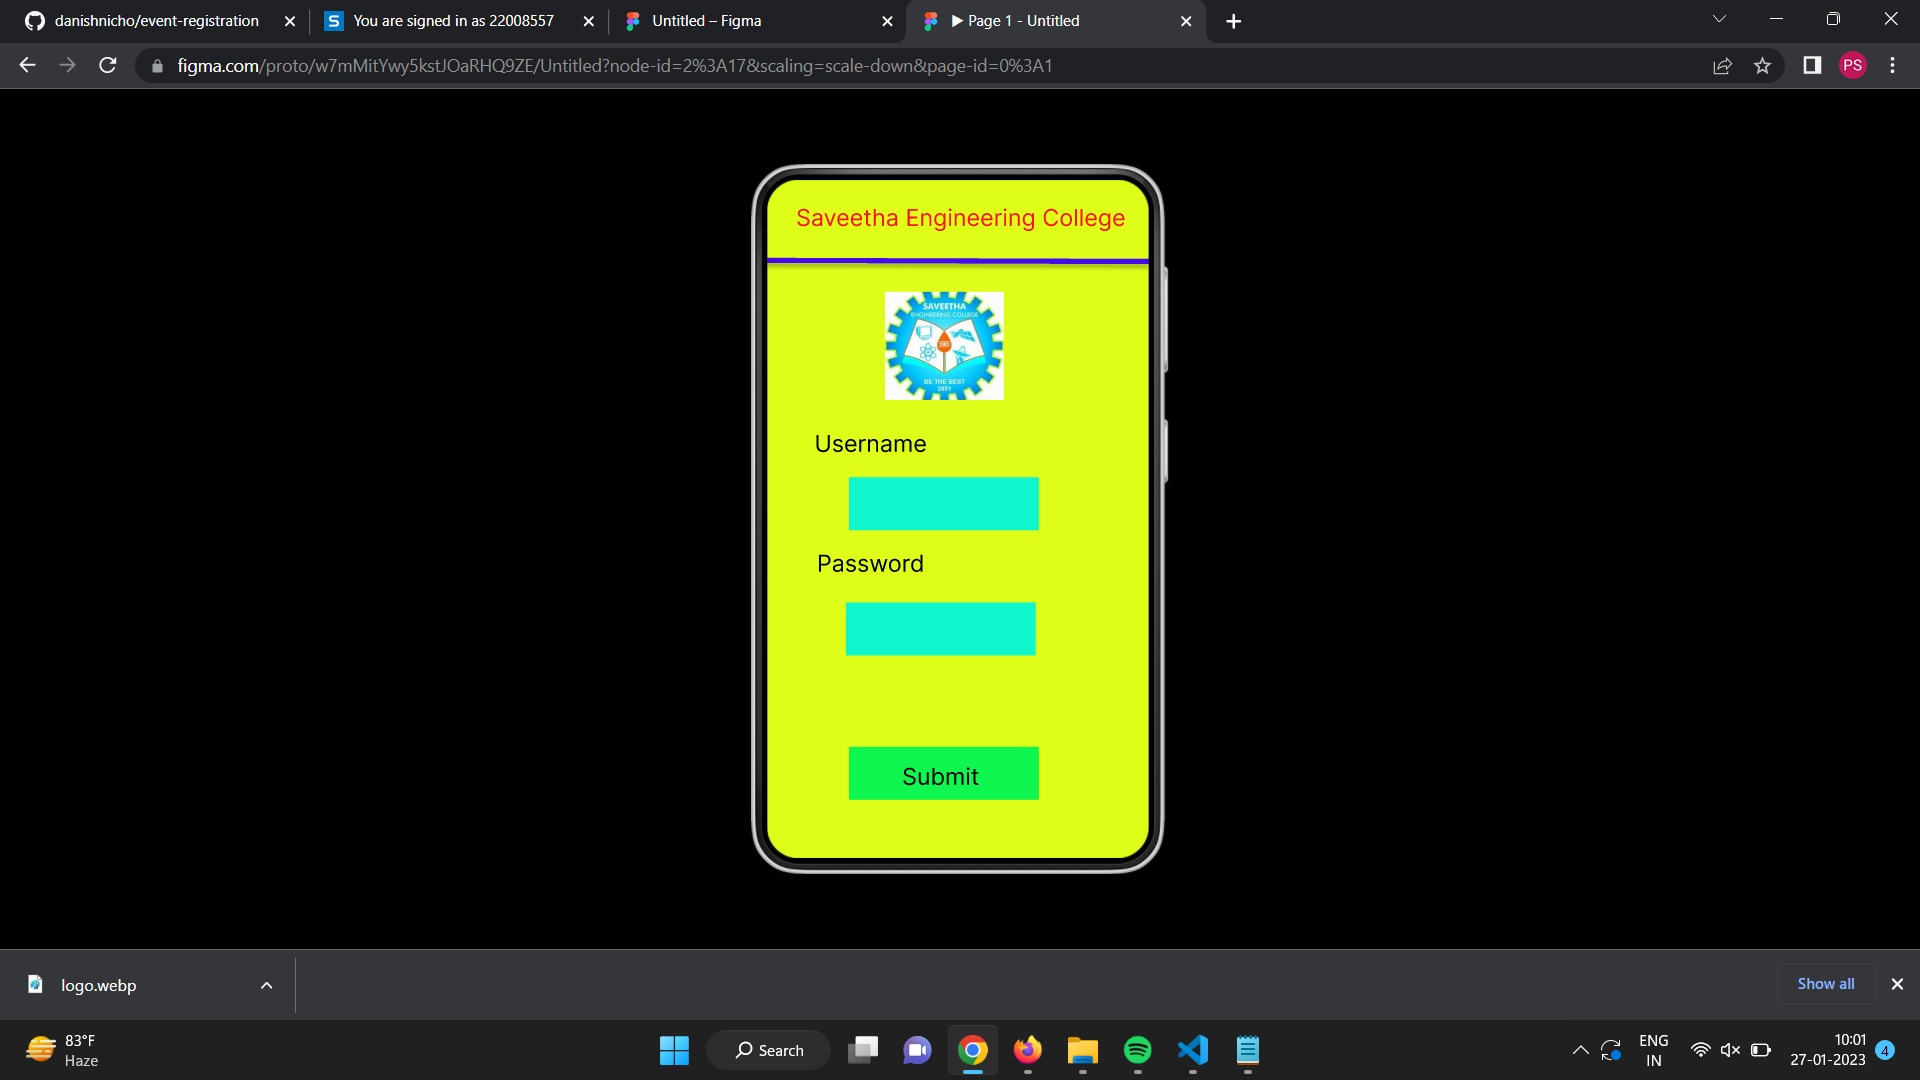 danishnicho/event-registration
You are signed in as 22008557
Untitled – Figma
▶ Page 1 - Untitled
figma.com/proto/w7mMitYwy5kstJOaRHQ9ZE/Untitled?node-id=2%3A17&scaling=scale-down&page-id=0%3A1
PS
Saveetha Engineering College
SAVEETHA
ENGINEERING COLLEGE
BE THE BEST
2001
Username
Password
Submit
logo.webp
Show all
83°F
Haze
Search
ENG
IN
10:01
27-01-2023
4